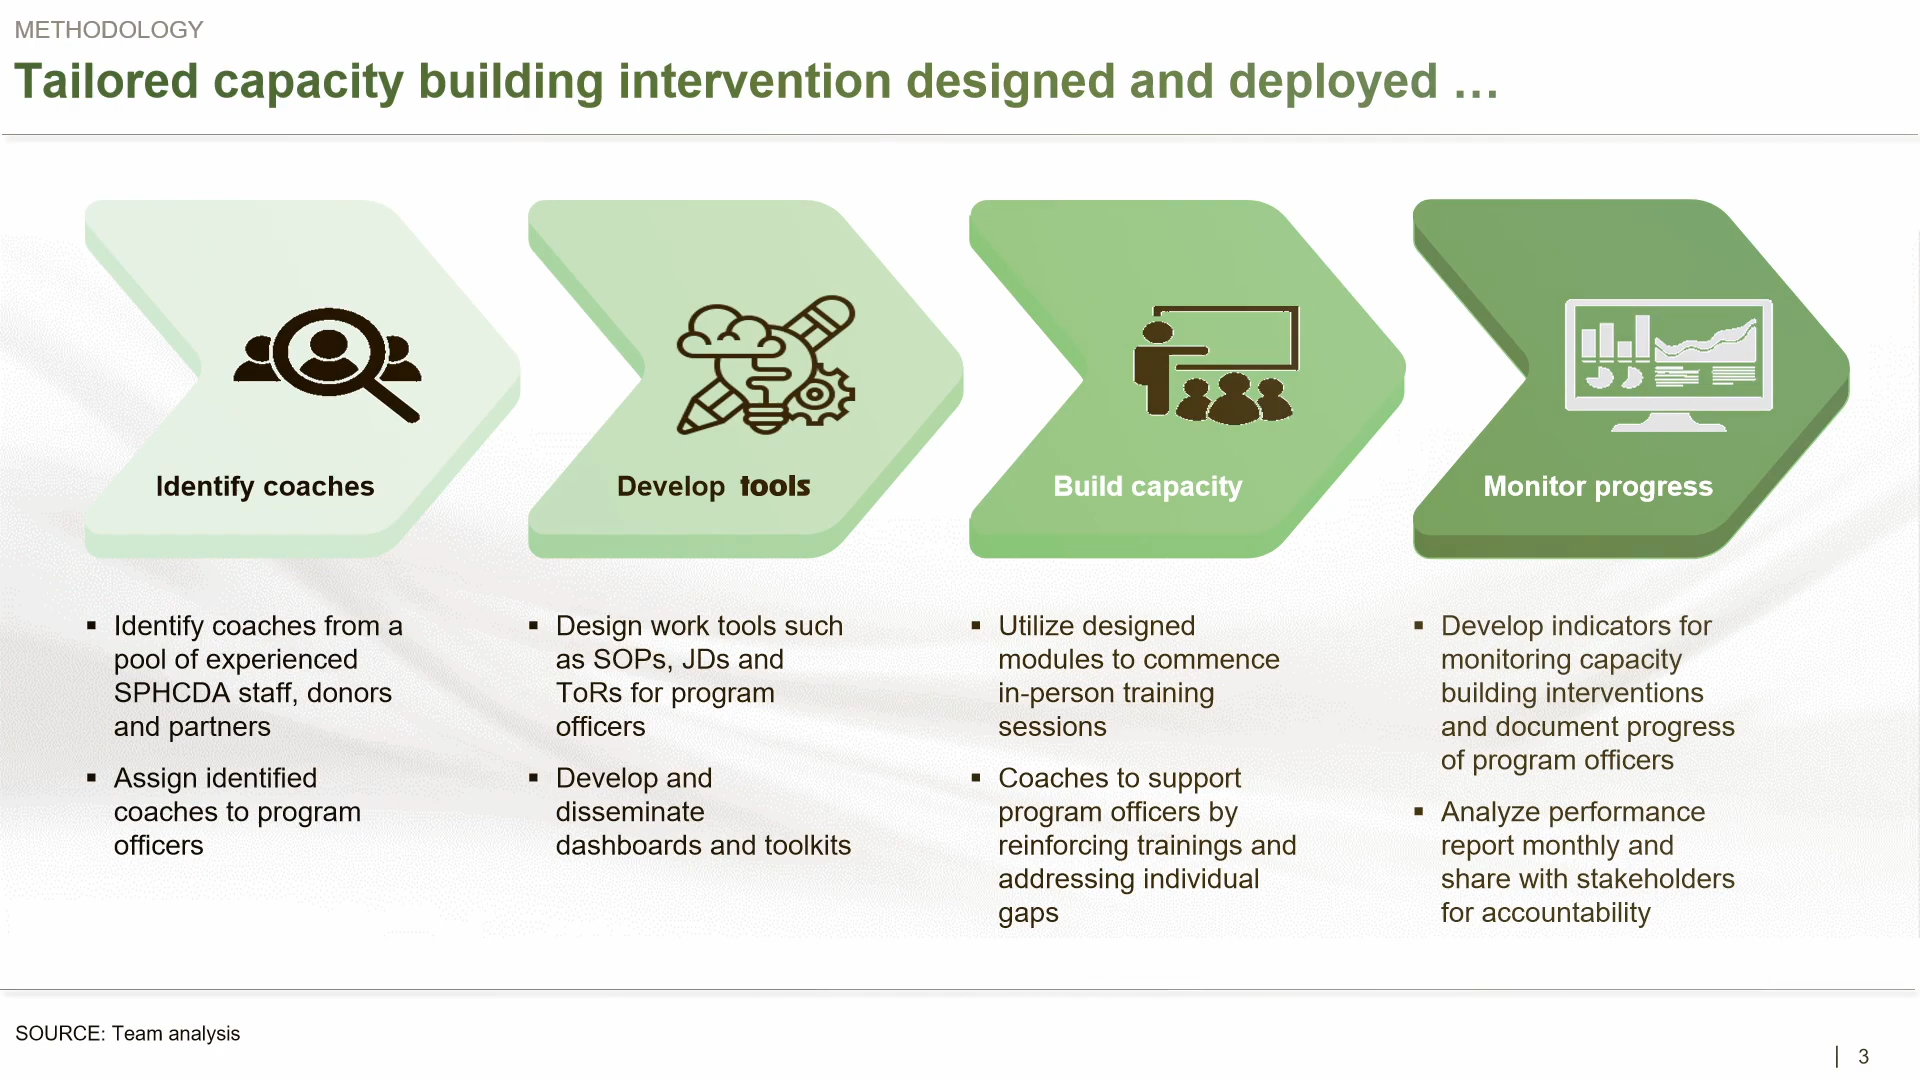 METHODOLOGY
Tailored capacity building intervention designed and deployed …
Identify coaches
Develop tools
Build capacity
Monitor progress
▪ Identify coaches from a
pool of experienced
SPHCDA staff, donors
and partners
▪ Assign identified
coaches to program
officers
▪ Design work tools such
as SOPs, JDs and
ToRs for program
officers
▪ Develop and
disseminate
dashboards and toolkits
▪ Utilize designed
modules to commence
in-person training
sessions
▪ Coaches to support
program officers by
reinforcing trainings and
addressing individual
gaps
▪ Develop indicators for
monitoring capacity
building interventions
and document progress
of program officers
▪ Analyze performance
report monthly and
share with stakeholders
for accountability
SOURCE: Team analysis
| 3